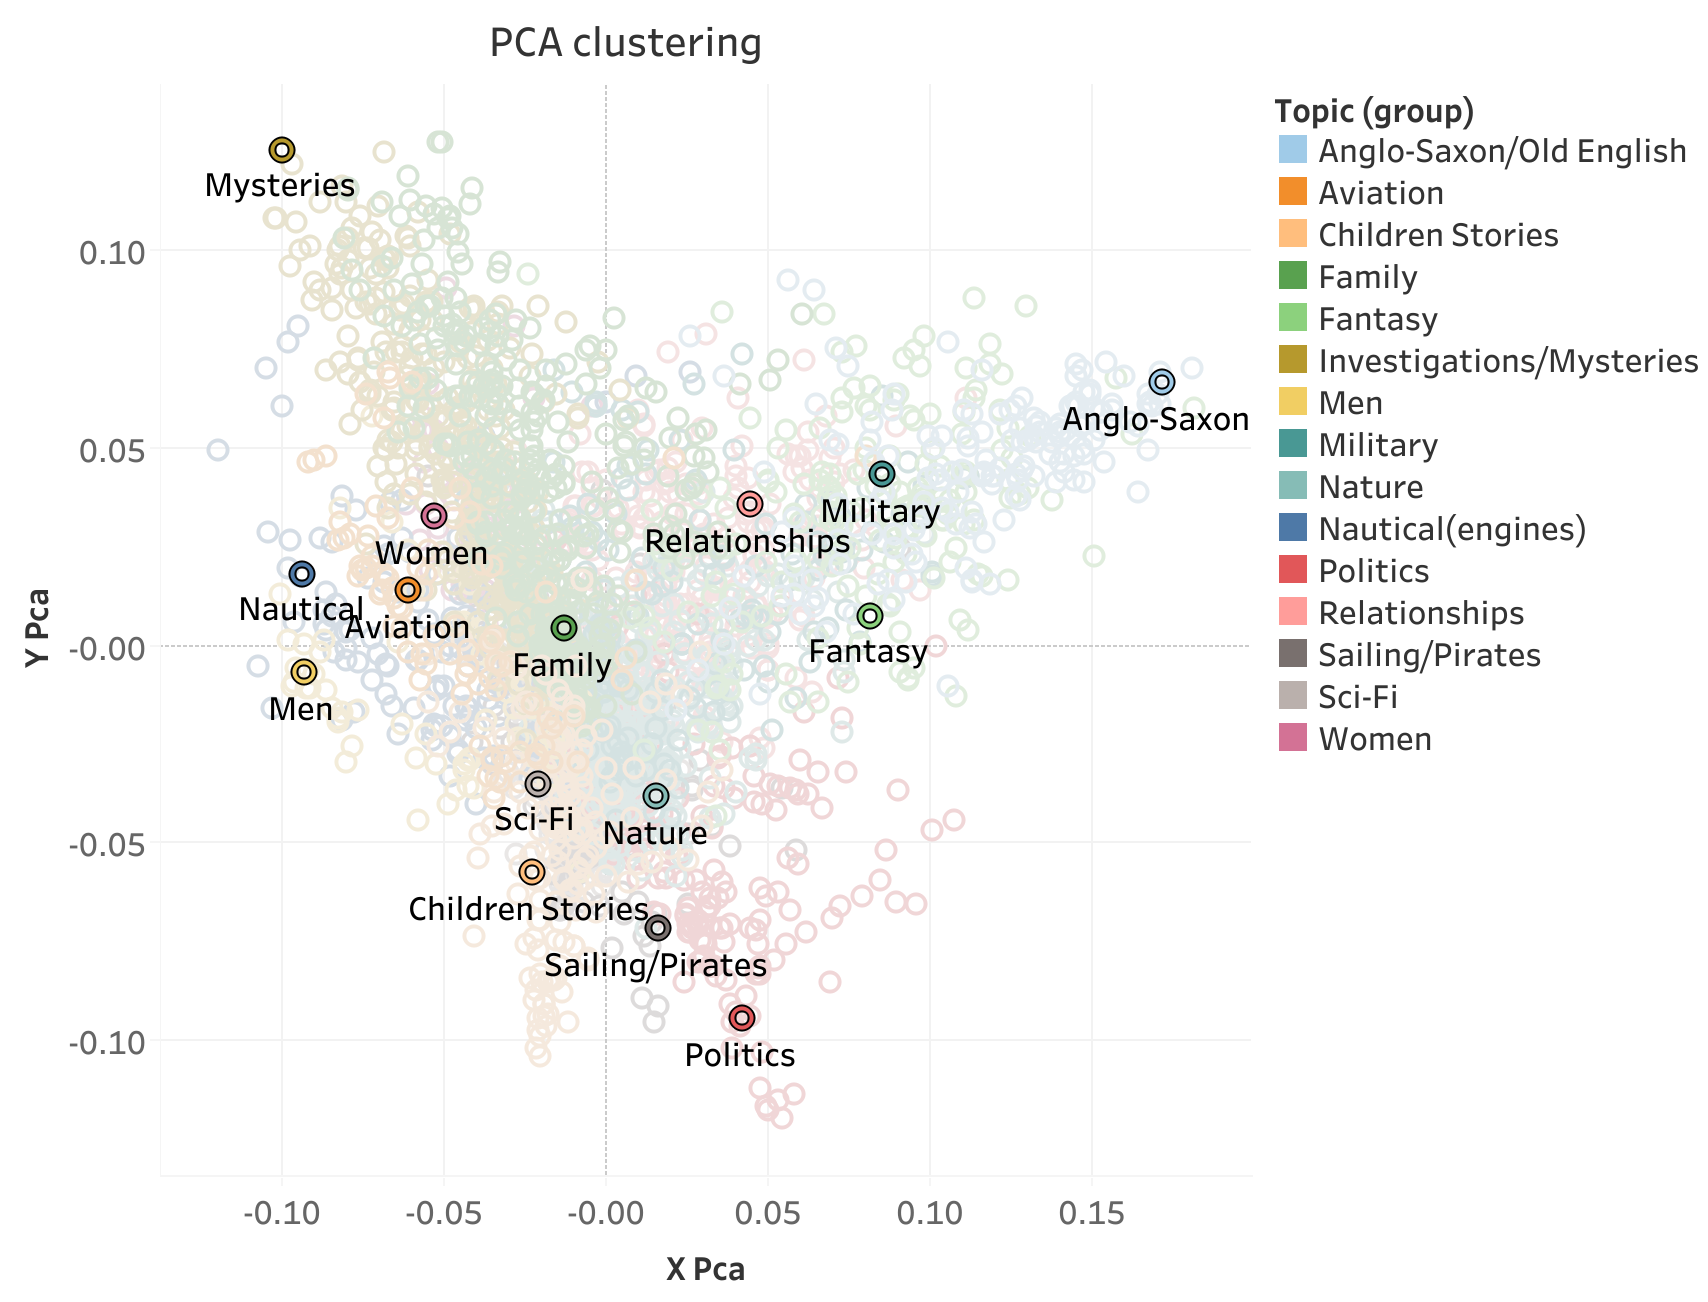 PCA clustering
Topic (group)
Anglo-Saxon/Old English
Aviation
Children Stories
Family
Fantasy
Investigations/Mysteries
Men
Military
Nature
Nautical(engines)
Politics
Relationships
Sailing/Pirates
Sci-Fi
Women
Mysteries
Anglo-Saxon
Military
Relationships
Women
Nautical
Aviation
Family
Fantasy
Men
Sci-Fi
Nature
Children Stories
Sailing/Pirates
Politics
Y Pca
0.10
0.05
-0.00
-0.05
-0.10
-0.10
-0.05
-0.00
0.05
0.10
0.15
X Pca